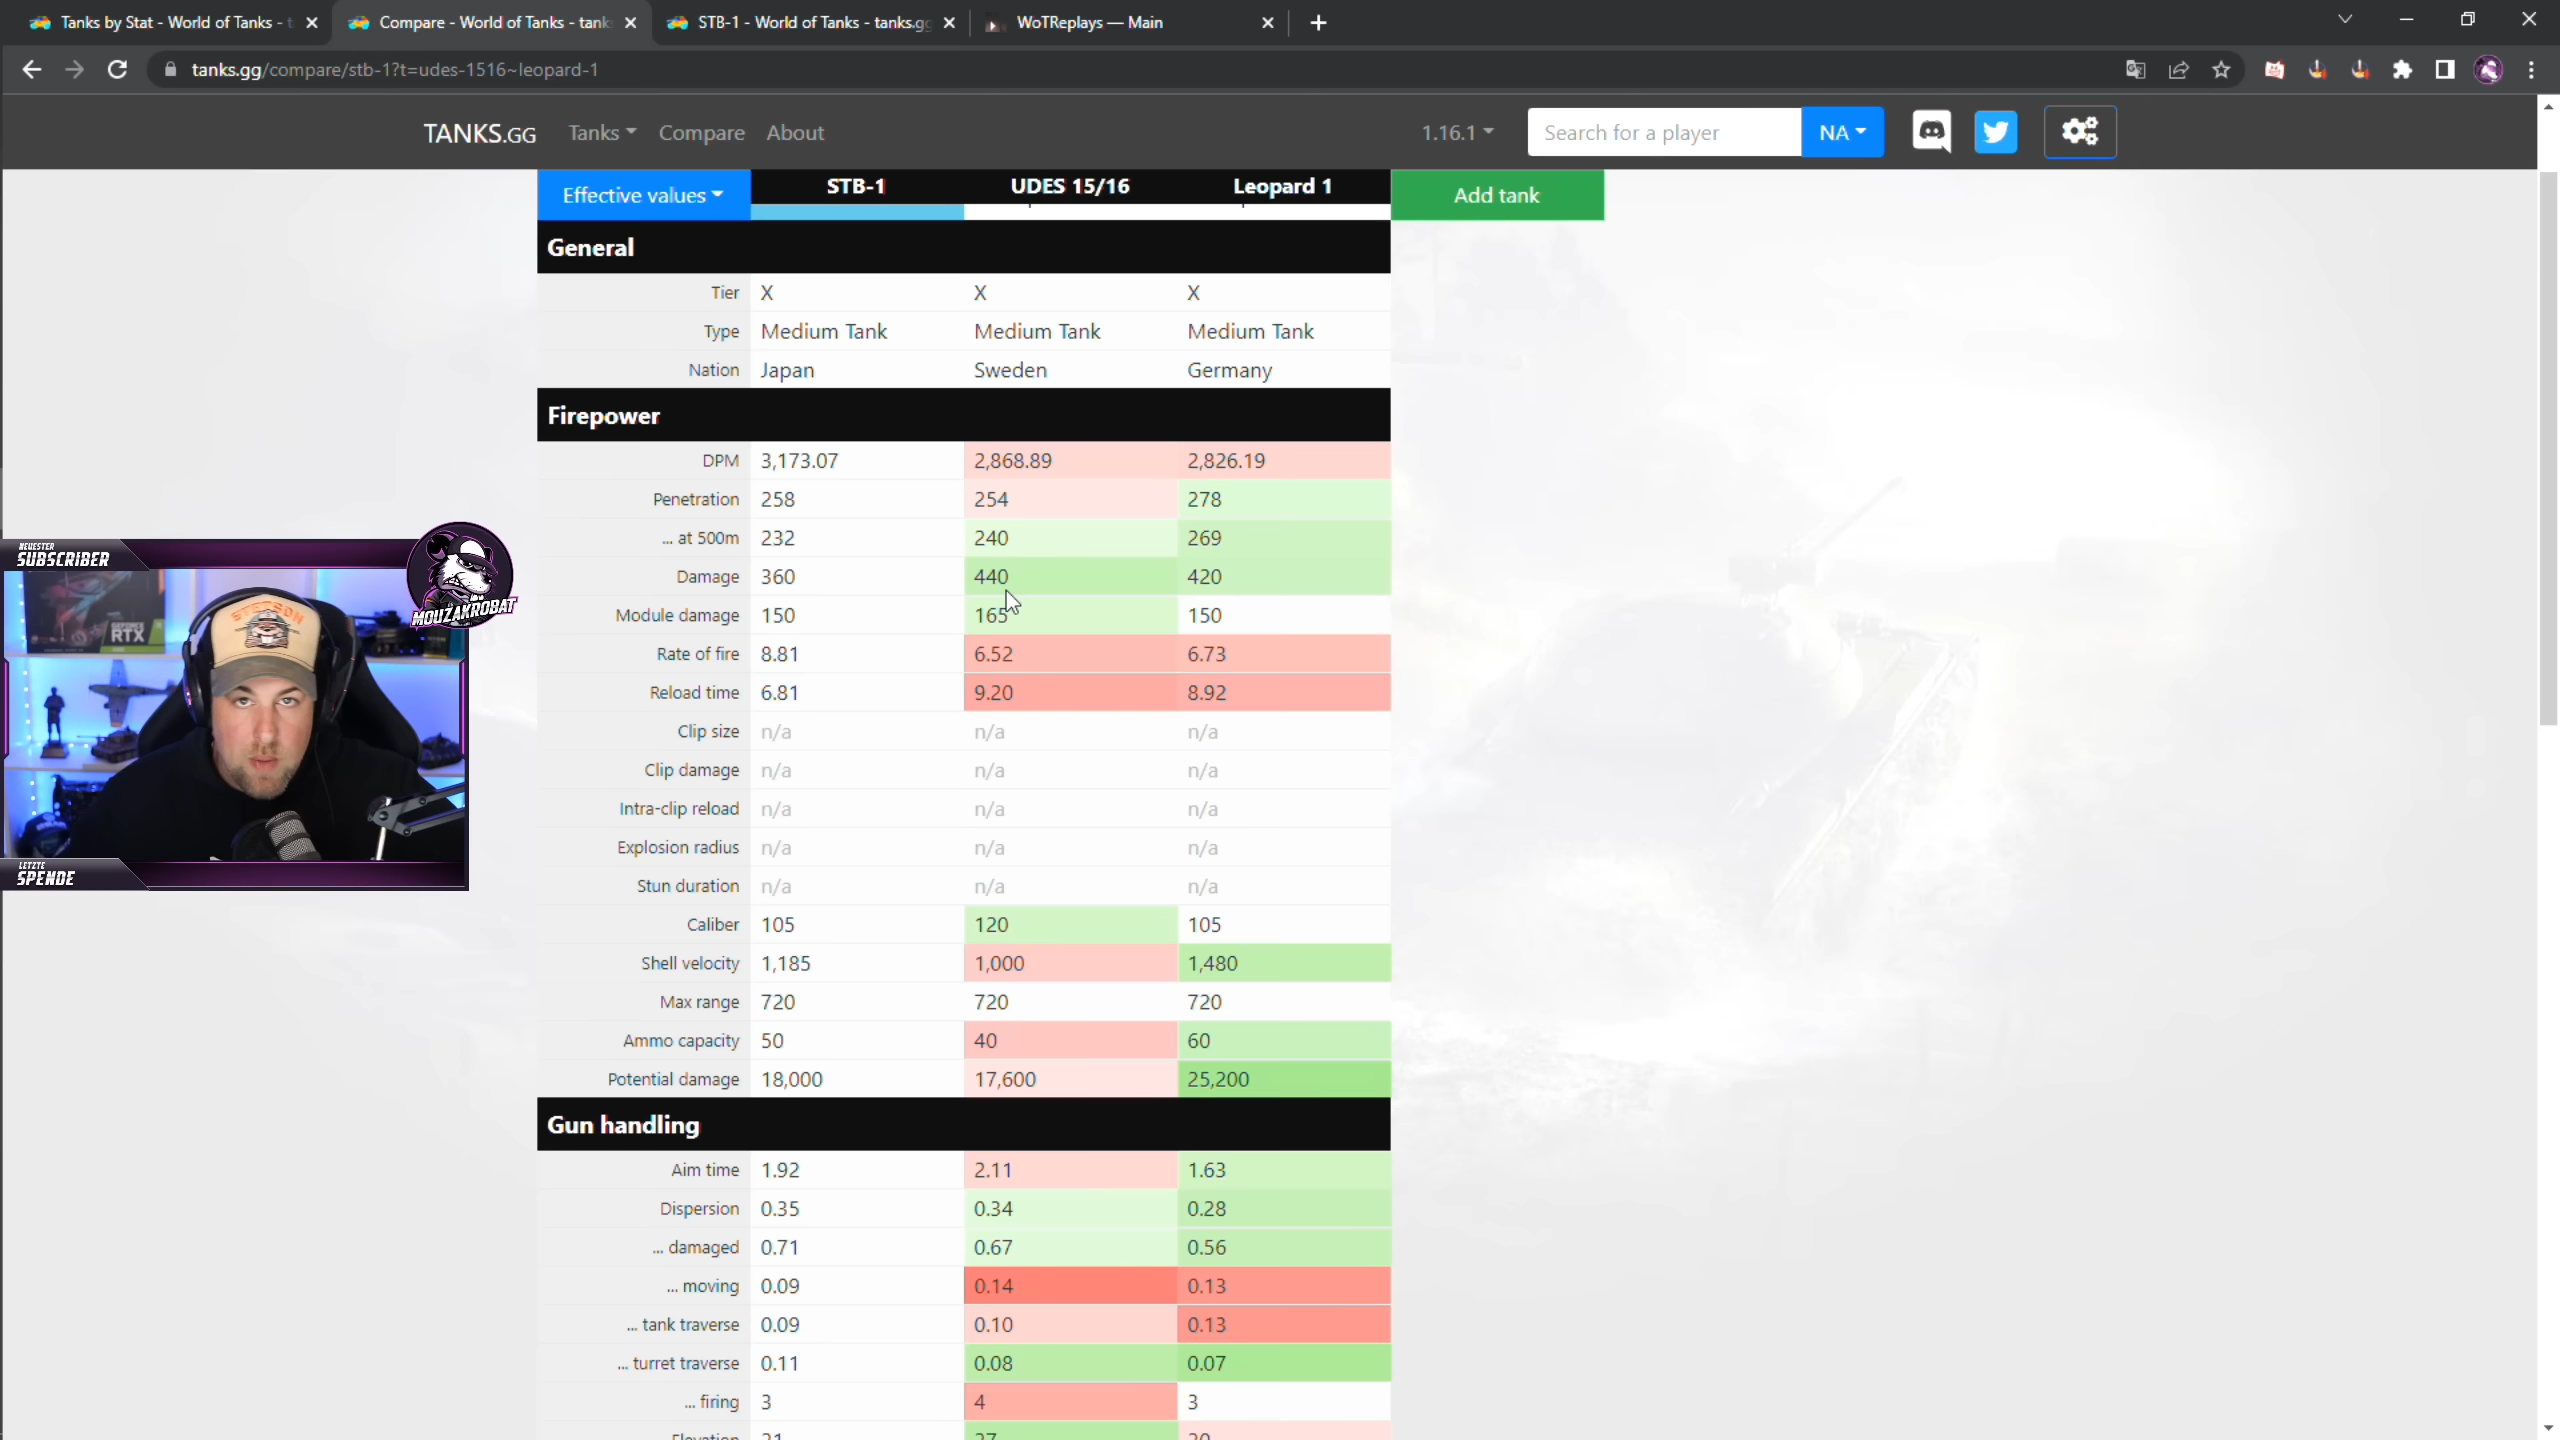 Tanks by Stat - World of Tanks - t
Compare - World of Tanks - tank
STB-1 - World of Tanks - tanks.gg
WoTReplays — Main
tanks.gg/compare/stb-1?t=udes-1516~leopard-1
TANKS.GG Tanks Compare About 1.16.1 Search for a player NA
Effective values STB-1 UDES 15/16 Leopard 1 Add tank
General
Tier X X X
Type Medium Tank Medium Tank Medium Tank
Nation Japan Sweden Germany
Firepower
DPM 3,173.07 2,868.89 2,826.19
Penetration 258 254 278
... at 500m 232 240 269
Damage 360 440 420
Module damage 150 165 150
Rate of fire 8.81 6.52 6.73
Reload time 6.81 9.20 8.92
Clip size n/a n/a n/a
Clip damage n/a n/a n/a
Intra-clip reload n/a n/a n/a
Explosion radius n/a n/a n/a
Stun duration n/a n/a n/a
Caliber 105 120 105
Shell velocity 1,185 1,000 1,480
Max range 720 720 720
Ammo capacity 50 40 60
Potential damage 18,000 17,600 25,200
Gun handling
Aim time 1.92 2.11 1.63
Dispersion 0.35 0.34 0.28
... damaged 0.71 0.67 0.56
... moving 0.09 0.14 0.13
... tank traverse 0.09 0.10 0.13
... turret traverse 0.11 0.08 0.07
... firing 3 4 3
Elevation 21 27 20
NEUESTER
SUBSCRIBER
MOUZAKROBAT
STETSON
GEFORCE
RTX
LETZTE
SPENDE